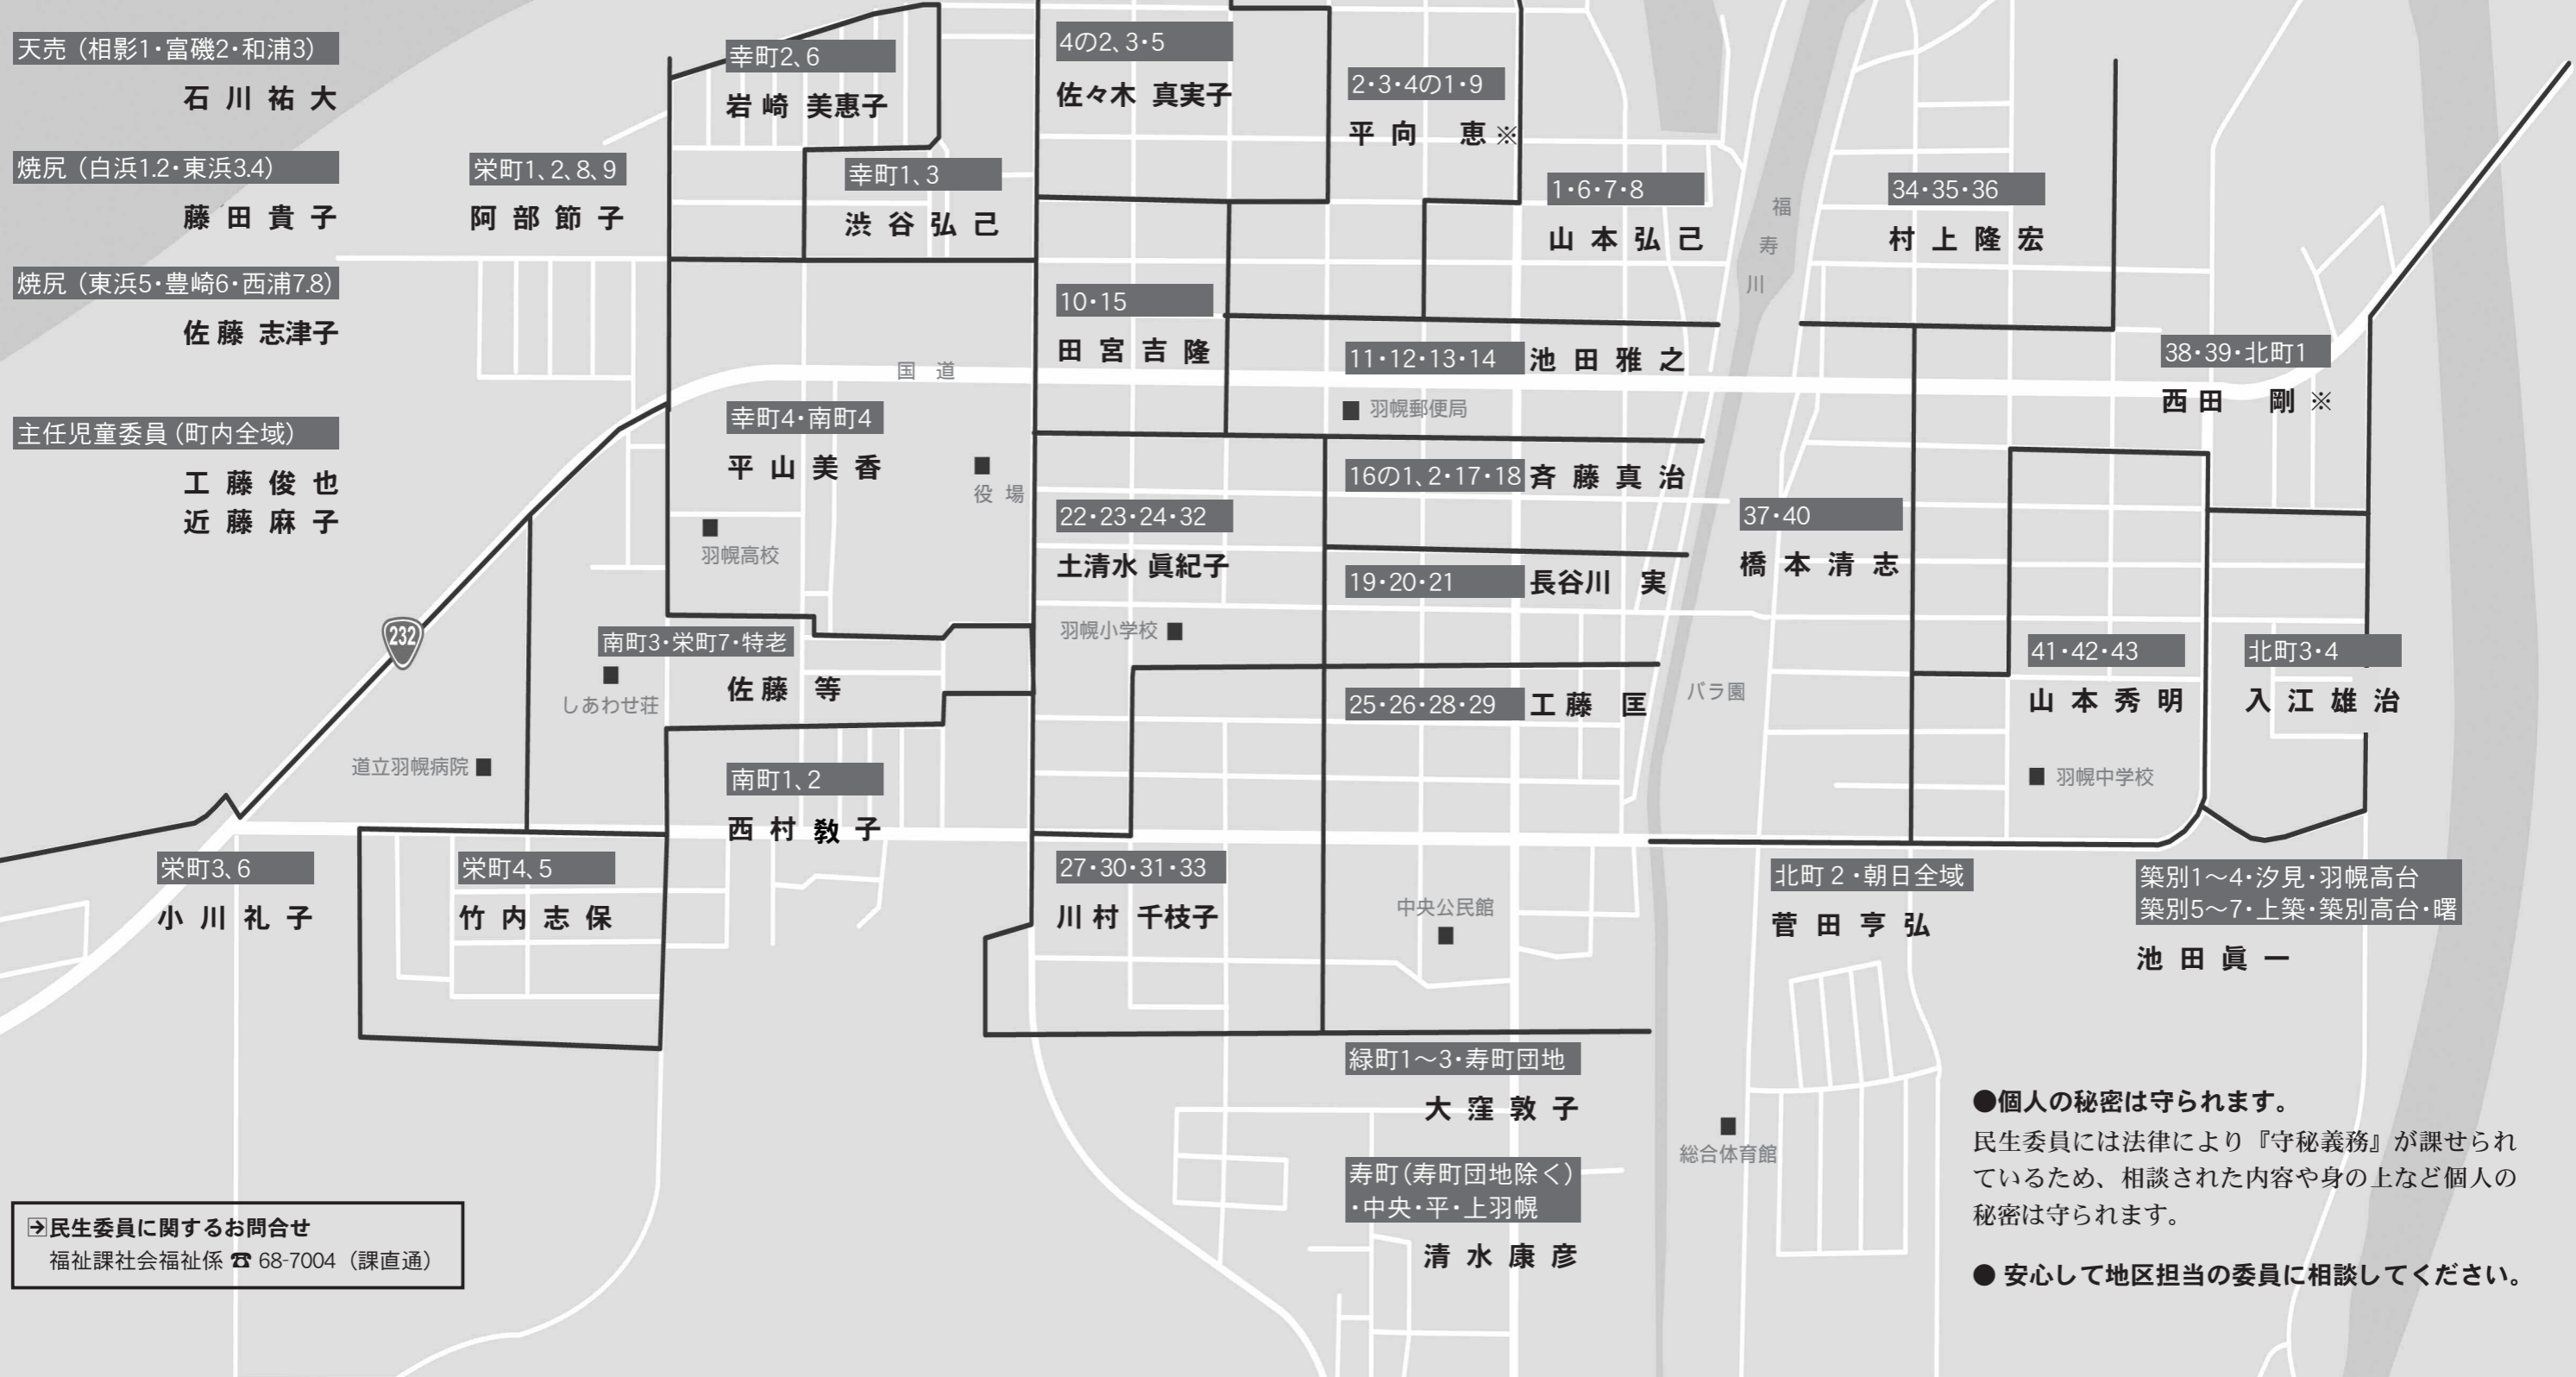 天売（相影1・富磯2・和浦3）
石川祐大
焼尻（白浜1.2・東浜3.4）
藤田貴子
焼尻（東浜5・豊崎6・西浦7.8）
佐藤 志津子
主任児童委員（町内全域）
工藤俊也
近藤麻子
栄町1、2、8、9
阿部節子
幸町2、6
岩崎 美恵子
幸町1、3
渋谷弘己
4の2、3・5
佐々木 真実子
2・3・4の1・9
平向 恵※
1・6・7・8
山本弘己
福寿川
34・35・36
村上隆宏
10・15
田宮吉隆
国道
11・12・13・14 池田雅之
羽幌郵便局
38・39・北町1
西田 剛※
幸町4・南町4
平山美香
役場
羽幌高校
16の1、2・17・18 斉藤真治
22・23・24・32
土清水 眞紀子
37・40
橋本清志
19・20・21 長谷川 実
232
南町3・栄町7・特老
佐藤 等
しあわせ荘
羽幌小学校
41・42・43
山本秀明
北町3・4
入江雄治
25・26・28・29 工藤 匡
バラ園
道立羽幌病院
南町1、2
西村敎子
羽幌中学校
栄町3、6
小川礼子
栄町4、5
竹内志保
27・30・31・33
川村 千枝子
中央公民館
北町２・朝日全域
菅田亨弘
築別1～4・汐見・羽幌高台
築別5～7・上築・築別高台・曙
池田眞一
緑町1～3・寿町団地
大窪敦子
総合体育館
寿町（寿町団地除く）
・中央・平・上羽幌
清水康彦
●個人の秘密は守られます。
民生委員には法律により『守秘義務』が課せられ
ているため、相談された内容や身の上など個人の
秘密は守られます。
● 安心して地区担当の委員に相談してください。
民生委員に関するお問合せ
福祉課社会福祉係 ☎ 68-7004（課直通）